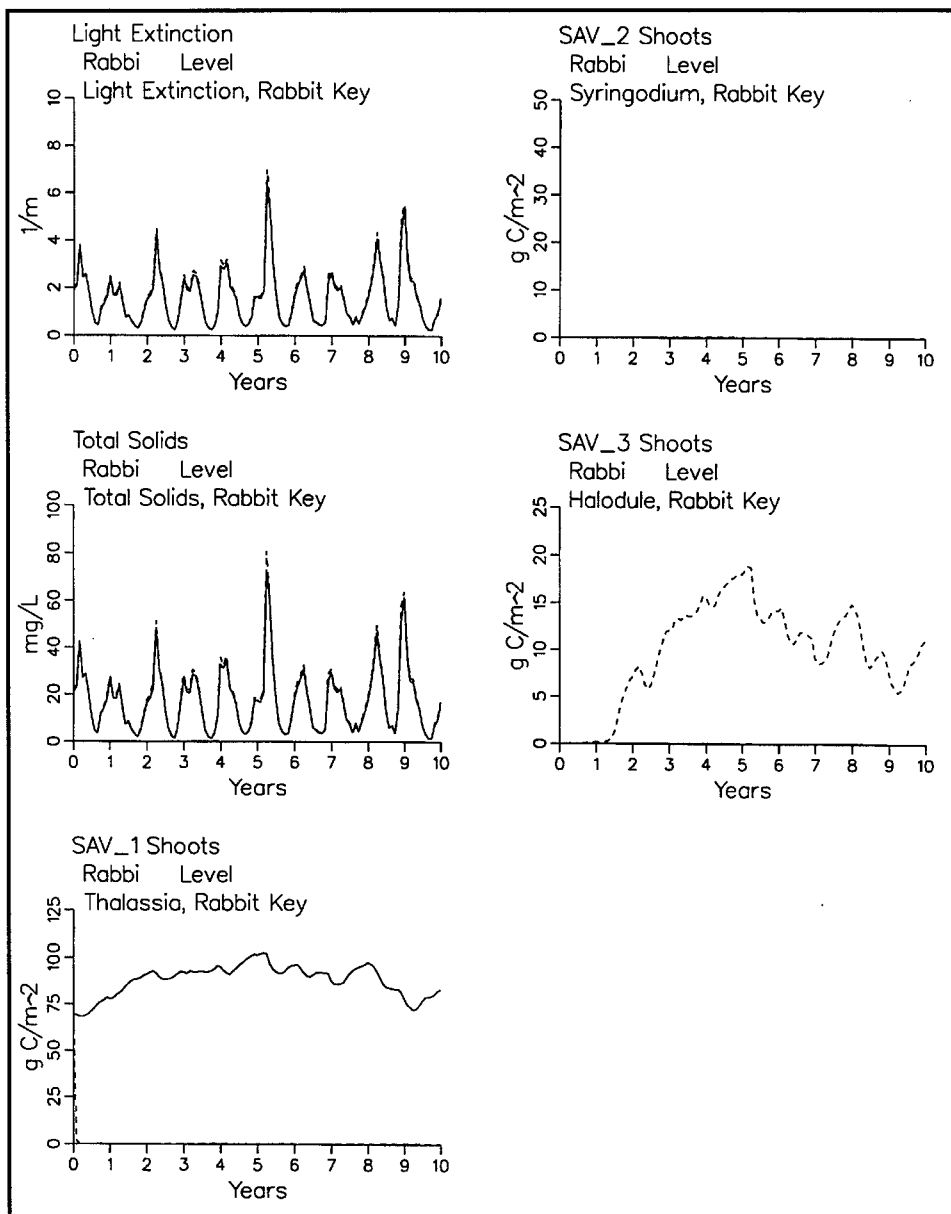 Light Extinction
Rabbi Level
Light Extinction, Rabbit Key
10
8
6
4
2
0
1/m
0 1 2 3 4 5 6 7 8 9 10
Years
SAV_2 Shoots
Rabbi Level
Syringodium, Rabbit Key
50
40
30
20
10
0
g C/m~2
0 1 2 3 4 5 6 7 8 9 10
Years
Total Solids
Rabbi Level
Total Solids, Rabbit Key
100
80
60
40
20
0
mg/L
0 1 2 3 4 5 6 7 8 9 10
Years
SAV_3 Shoots
Rabbi Level
Halodule, Rabbit Key
25
20
15
10
5
0
g C/m~2
0 1 2 3 4 5 6 7 8 9 10
Years
SAV_1 Shoots
Rabbi Level
Thalassia, Rabbit Key
125
100
75
50
25
0
g C/m~2
0 1 2 3 4 5 6 7 8 9 10
Years